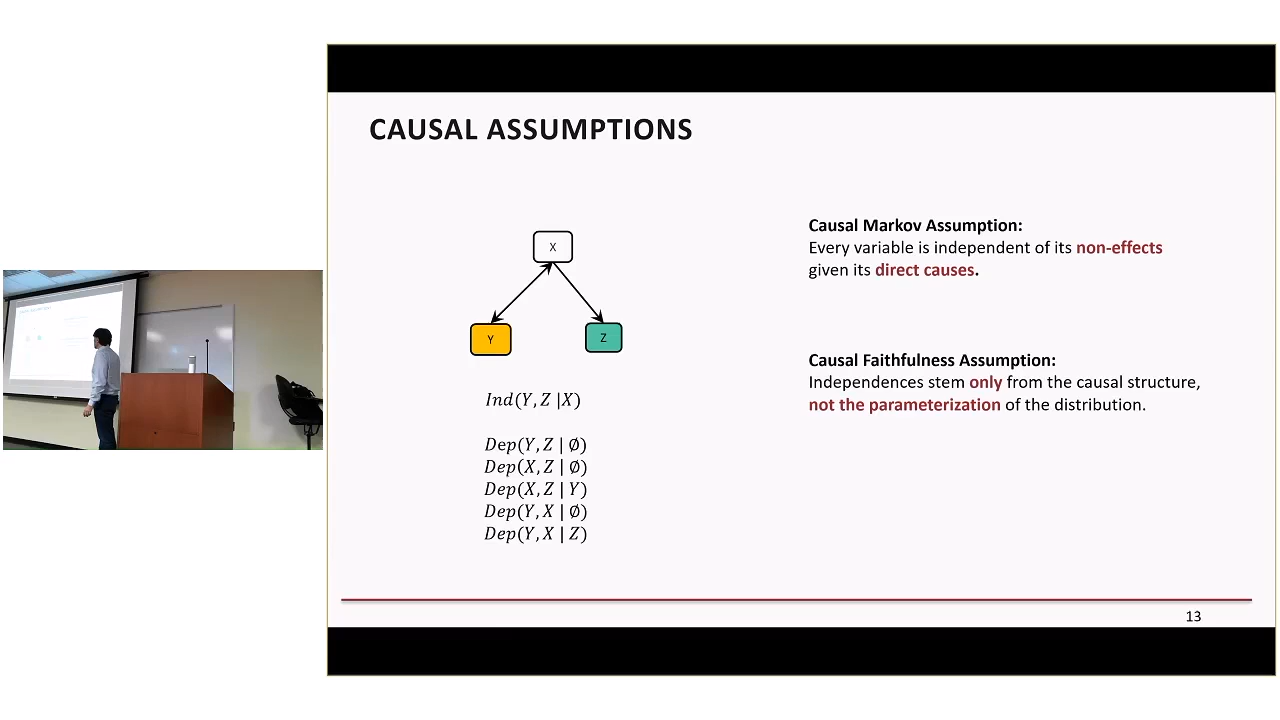 CAUSAL ASSUMPTIONS
X
Y
Z
Ind(Y, Z |X)
Dep(Y, Z | ∅)
Dep(X, Z | ∅)
Dep(X, Z | Y)
Dep(Y, X | ∅)
Dep(Y, X | Z)
Causal Markov Assumption:
Every variable is independent of its non-effects
given its direct causes.
Causal Faithfulness Assumption:
Independences stem only from the causal structure,
not the parameterization of the distribution.
13